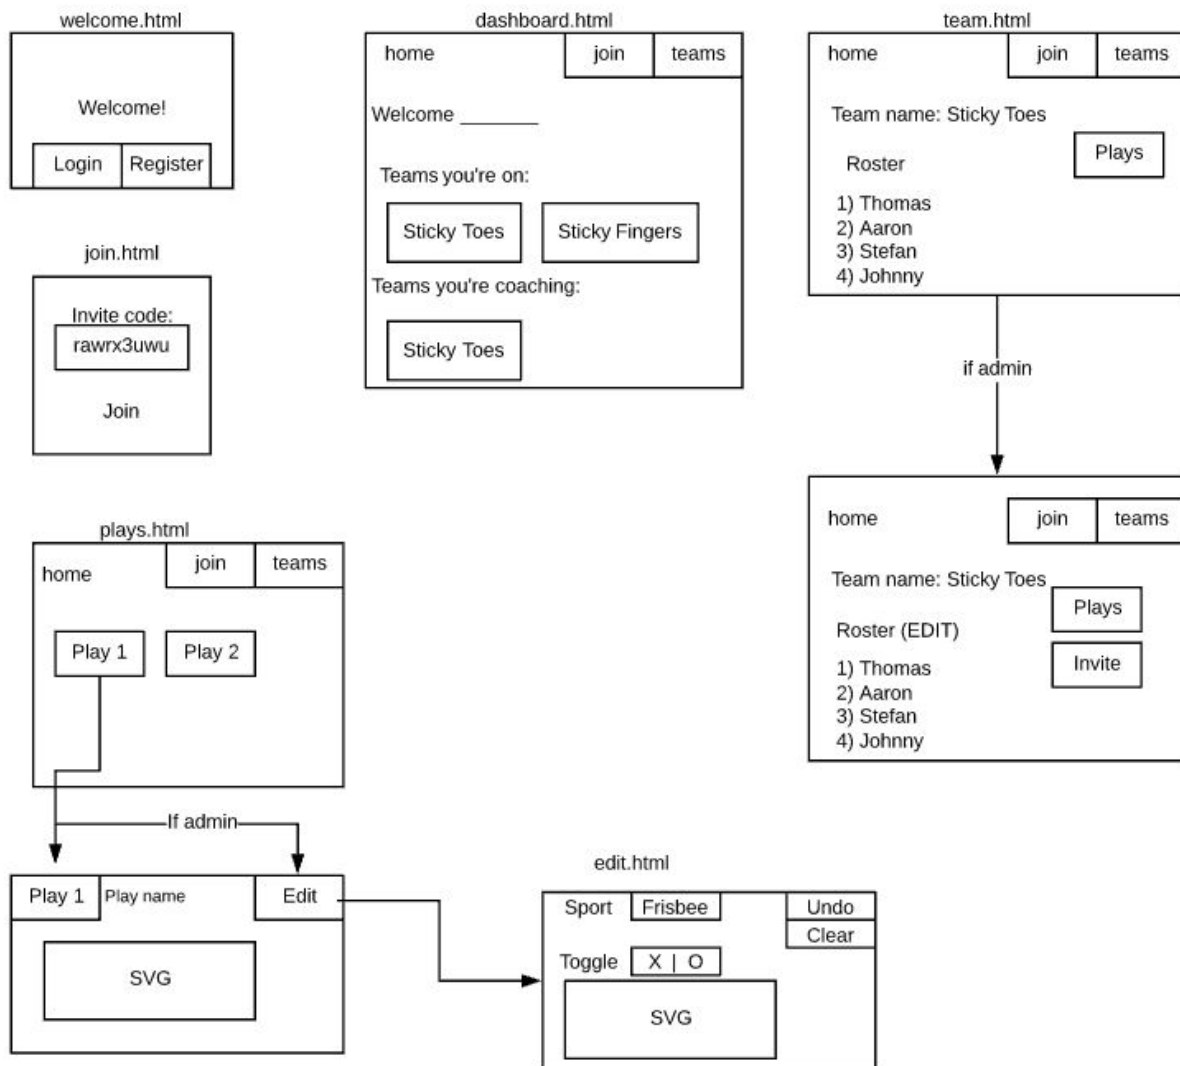 welcome.html
Welcome!
Login Register
join.html
Invite code:
rawrx3uwu
Join
dashboard.html
home join teams
Welcome _______
Teams you're on:
Sticky Toes Sticky Fingers
Teams you're coaching:
Sticky Toes
team.html
home join teams
Team name: Sticky Toes
Plays
Roster
1) Thomas
2) Aaron
3) Stefan
4) Johnny
if admin
home join teams
Team name: Sticky Toes
Plays
Roster (EDIT)
Invite
1) Thomas
2) Aaron
3) Stefan
4) Johnny
plays.html
home join teams
Play 1 Play 2
If admin
Play 1 Play name Edit
SVG
edit.html
Sport Frisbee Undo
Clear
Toggle X | O
SVG